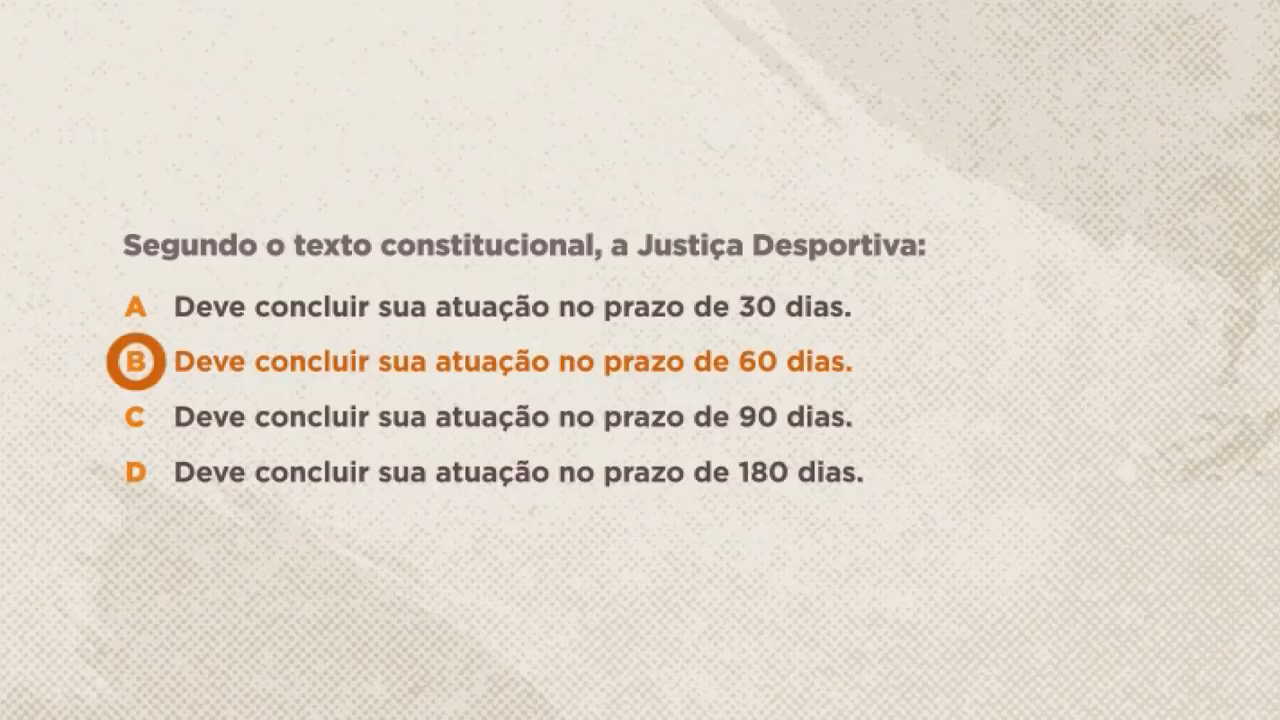 Segundo o texto constitucional, a Justiça Desportiva:
A Deve concluir sua atuação no prazo de 30 dias.
B Deve concluir sua atuação no prazo de 60 dias.
C Deve concluir sua atuação no prazo de 90 dias.
D Deve concluir sua atuação no prazo de 180 dias.